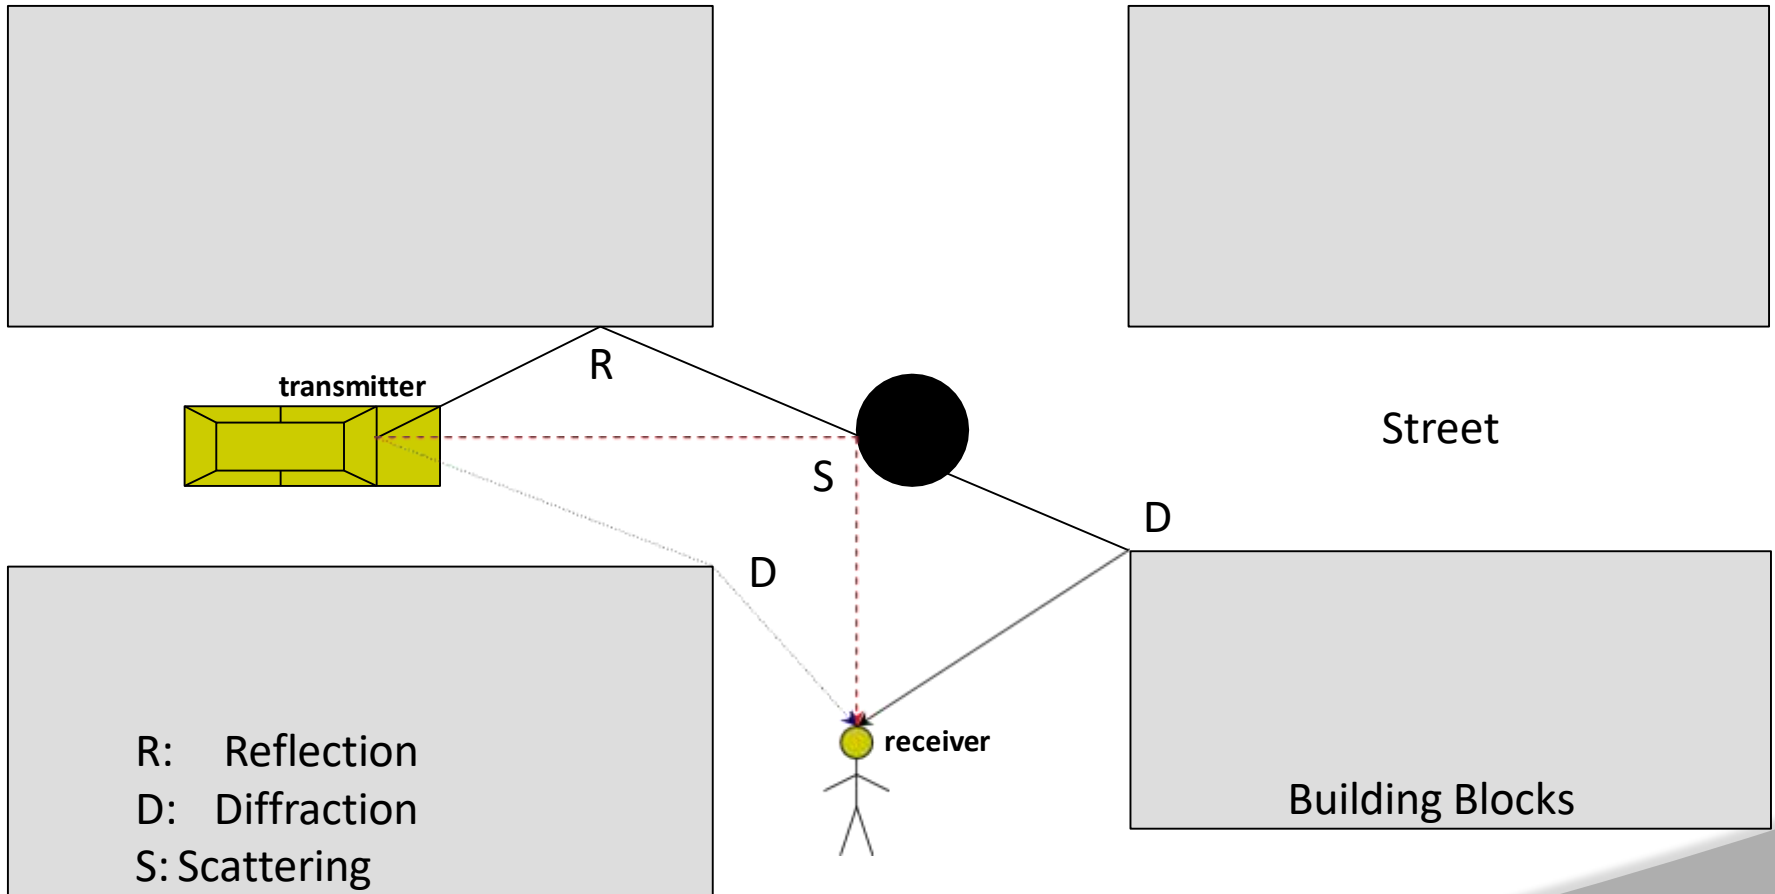 R
transmitter
Street
S
D
D
receiver
R: Reflection
Building Blocks
D: Diffraction
S: Scattering